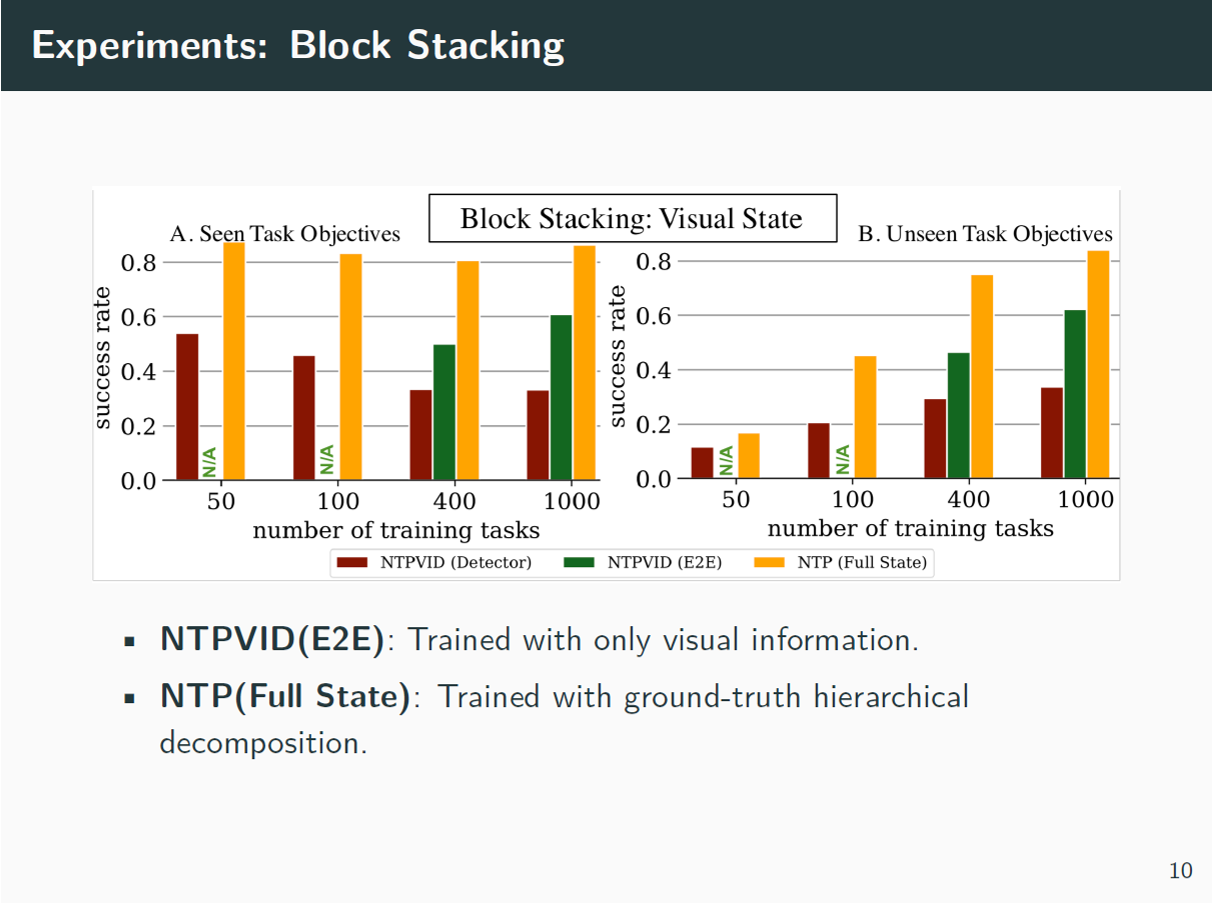 Experiments: Block Stacking
Block Stacking: Visual State
A. Seen Task Objectives
success rate
0.8
0.6
0.4
0.2
0.0
N/A
N/A
50 100 400 1000
number of training tasks
B. Unseen Task Objectives
success rate
0.8
0.6
0.4
0.2
0.0
N/A
N/A
50 100 400 1000
number of training tasks
NTPVID (Detector) NTPVID (E2E) NTP (Full State)
▪ NTPVID(E2E): Trained with only visual information.
▪ NTP(Full State): Trained with ground-truth hierarchical
decomposition.
10